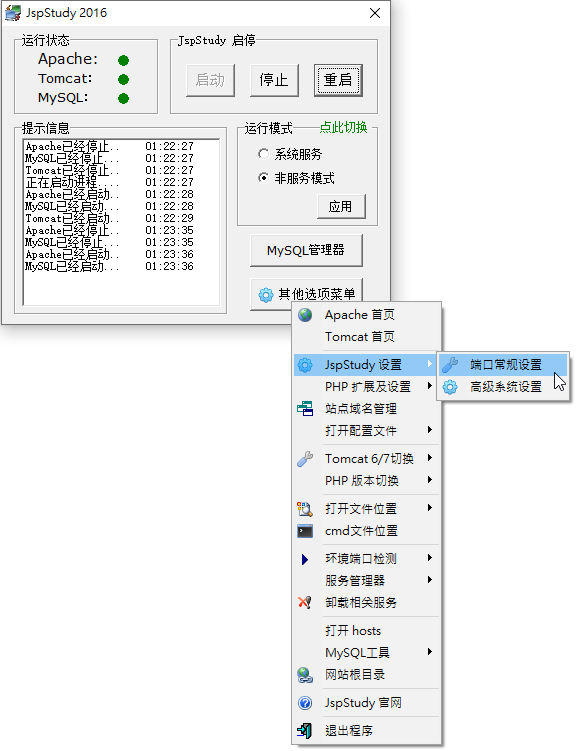 JspStudy 2016
运行状态
Apache:
Tomcat:
MySQL:
JspStudy 启停
启动
停止
重启
提示信息
Apache已经停止.. 01:22:27
MySQL已经停止... 01:22:27
Tomcat已经停止.. 01:22:27
正在启动进程.... 01:22:27
Apache已经启动.. 01:22:28
MySQL已经启动... 01:22:28
Tomcat已经启动.. 01:22:29
Apache已经停止.. 01:23:35
MySQL已经停止... 01:23:35
Apache已经启动.. 01:23:36
MySQL已经启动... 01:23:36
运行模式
点此切换
系统服务
非服务模式
应用
MySQL管理器
其他选项菜单
Apache 首页
Tomcat 首页
JspStudy 设置
PHP 扩展及设置
站点域名管理
打开配置文件
Tomcat 6/7切换
PHP 版本切换
打开文件位置
cmd文件位置
环境端口检测
服务管理器
卸载相关服务
打开 hosts
MySQL工具
网站根目录
JspStudy 官网
退出程序
端口常规设置
高级系统设置